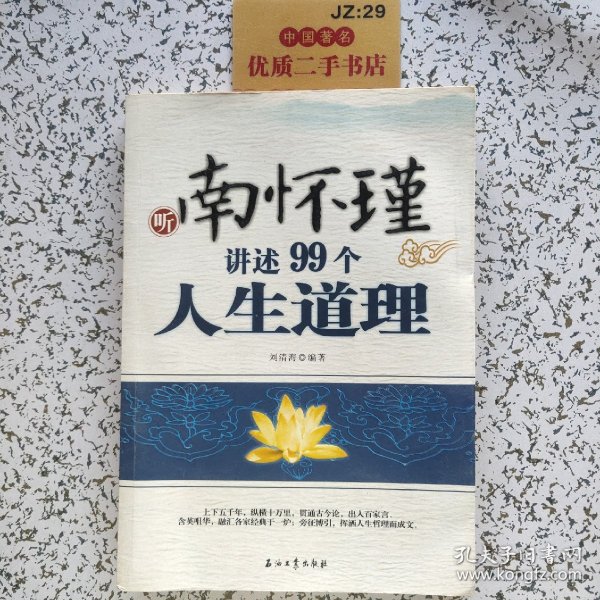 JZ:29
中国著名
优质二手书店
听
南怀瑾
讲述99个
人生道理
刘清海◎编著
上下五千年，纵横十万里，贯通古今论，出入百家言。
含英咀华，融汇各家经典于一炉；旁征博引，挥洒人生哲理而成文。
石油工业出版社
孔夫子旧书网
www.kongfz.com